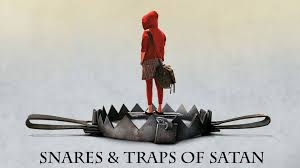 SNARES & TRAPS OF SATAN